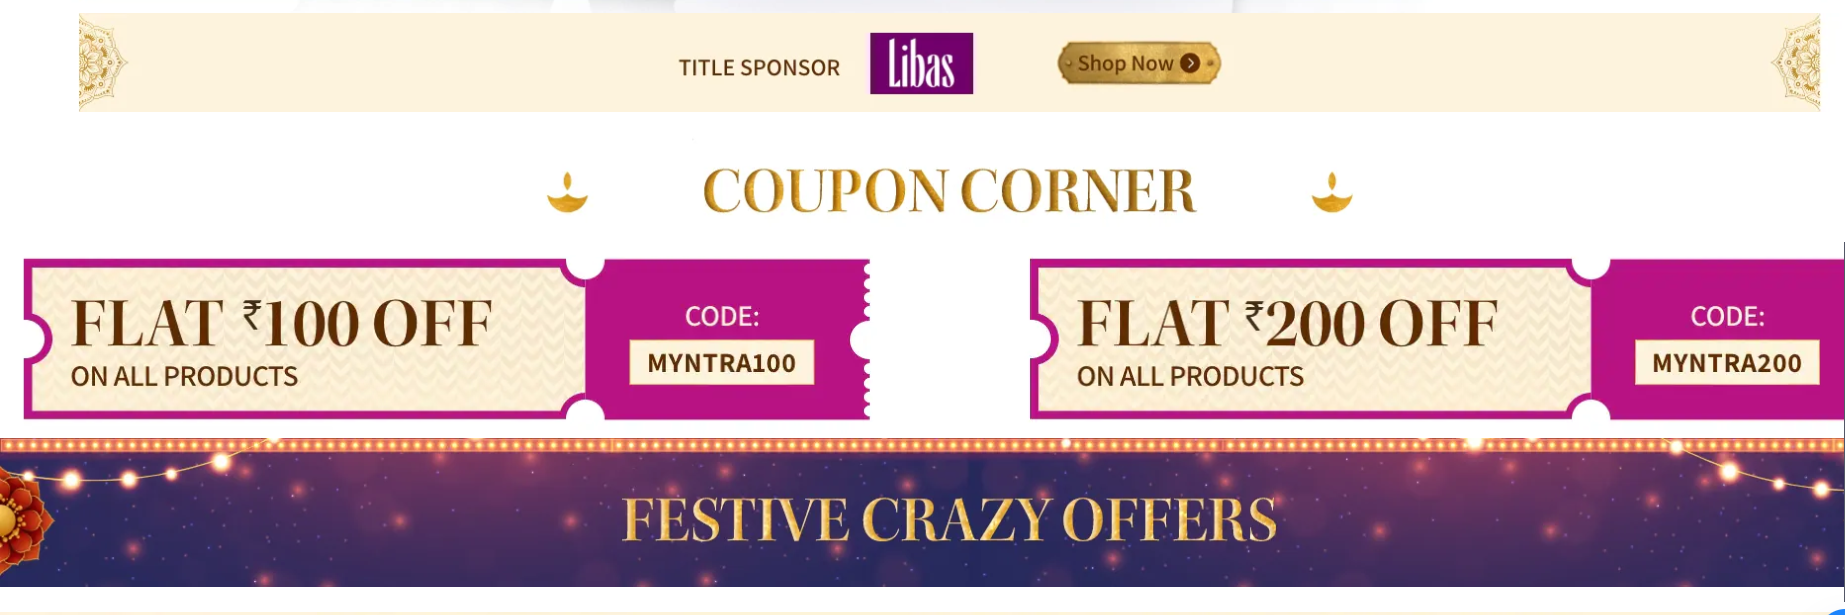 TITLE SPONSOR Libas Shop Now
COUPON CORNER
FLAT ₹100 OFF
ON ALL PRODUCTS
CODE:
MYNTRA100
FLAT ₹200 OFF
ON ALL PRODUCTS
CODE:
MYNTRA200
FESTIVE CRAZY OFFERS